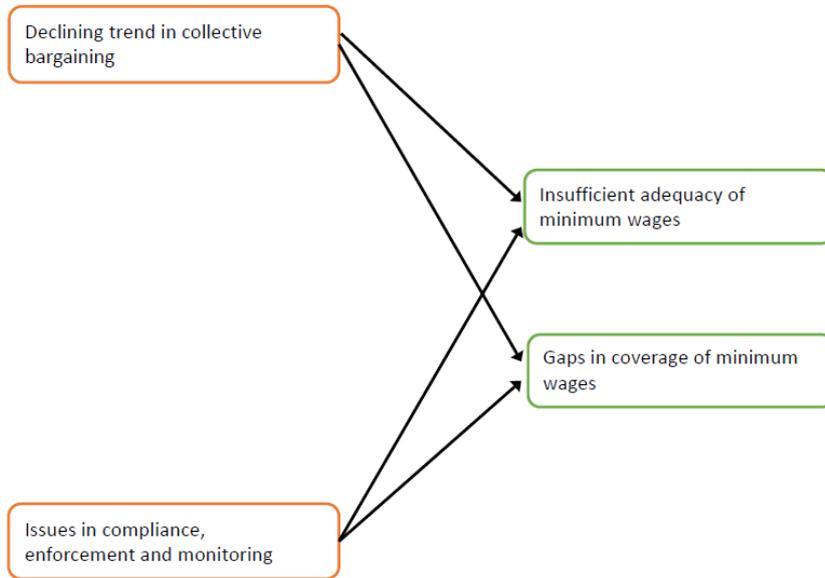 Declining trend in collective
bargaining
Insufficient adequacy of
minimum wages
Gaps in coverage of minimum
wages
Issues in compliance,
enforcement and monitoring